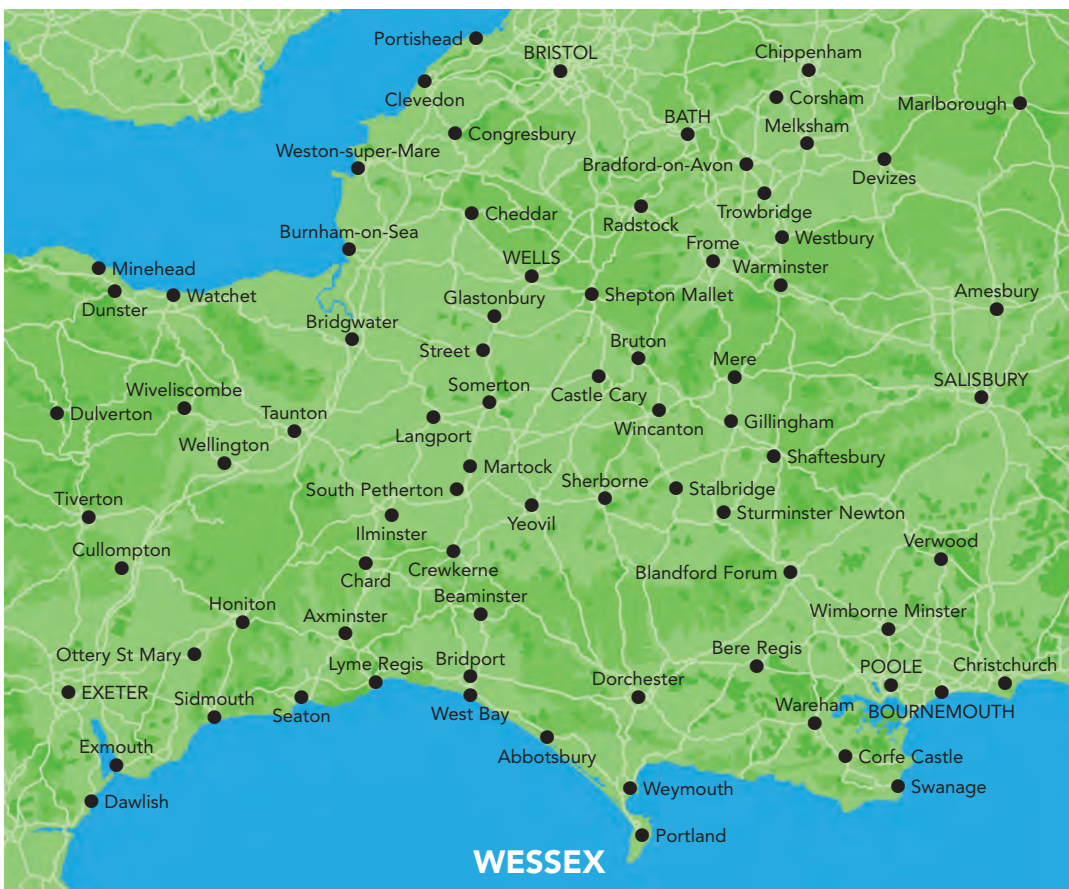 Portishead
BRISTOL
Chippenham
Clevedon
Corsham
Marlborough
BATH
Melksham
Congresbury
Weston-super-Mare
Bradford-on-Avon
Devizes
Cheddar
Radstock
Trowbridge
Burnham-on-Sea
Westbury
Frome
WELLS
Warminster
Minehead
Dunster
Watchet
Glastonbury
Shepton Mallet
Amesbury
Bridgwater
Bruton
Street
Mere
SALISBURY
Wiveliscombe
Somerton
Castle Cary
Dulverton
Taunton
Langport
Wincanton
Gillingham
Wellington
Shaftesbury
Martock
Sherborne
South Petherton
Stalbridge
Tiverton
Ilminster
Yeovil
Sturminster Newton
Cullompton
Verwood
Chard
Crewkerne
Blandford Forum
Beaminster
Honiton
Axminster
Wimborne Minster
Ottery St Mary
Lyme Regis
Bridport
Bere Regis
POOLE
Christchurch
EXETER
Sidmouth
Seaton
West Bay
Dorchester
Wareham
BOURNEMOUTH
Exmouth
Abbotsbury
Corfe Castle
Dawlish
Weymouth
Swanage
Portland
WESSEX